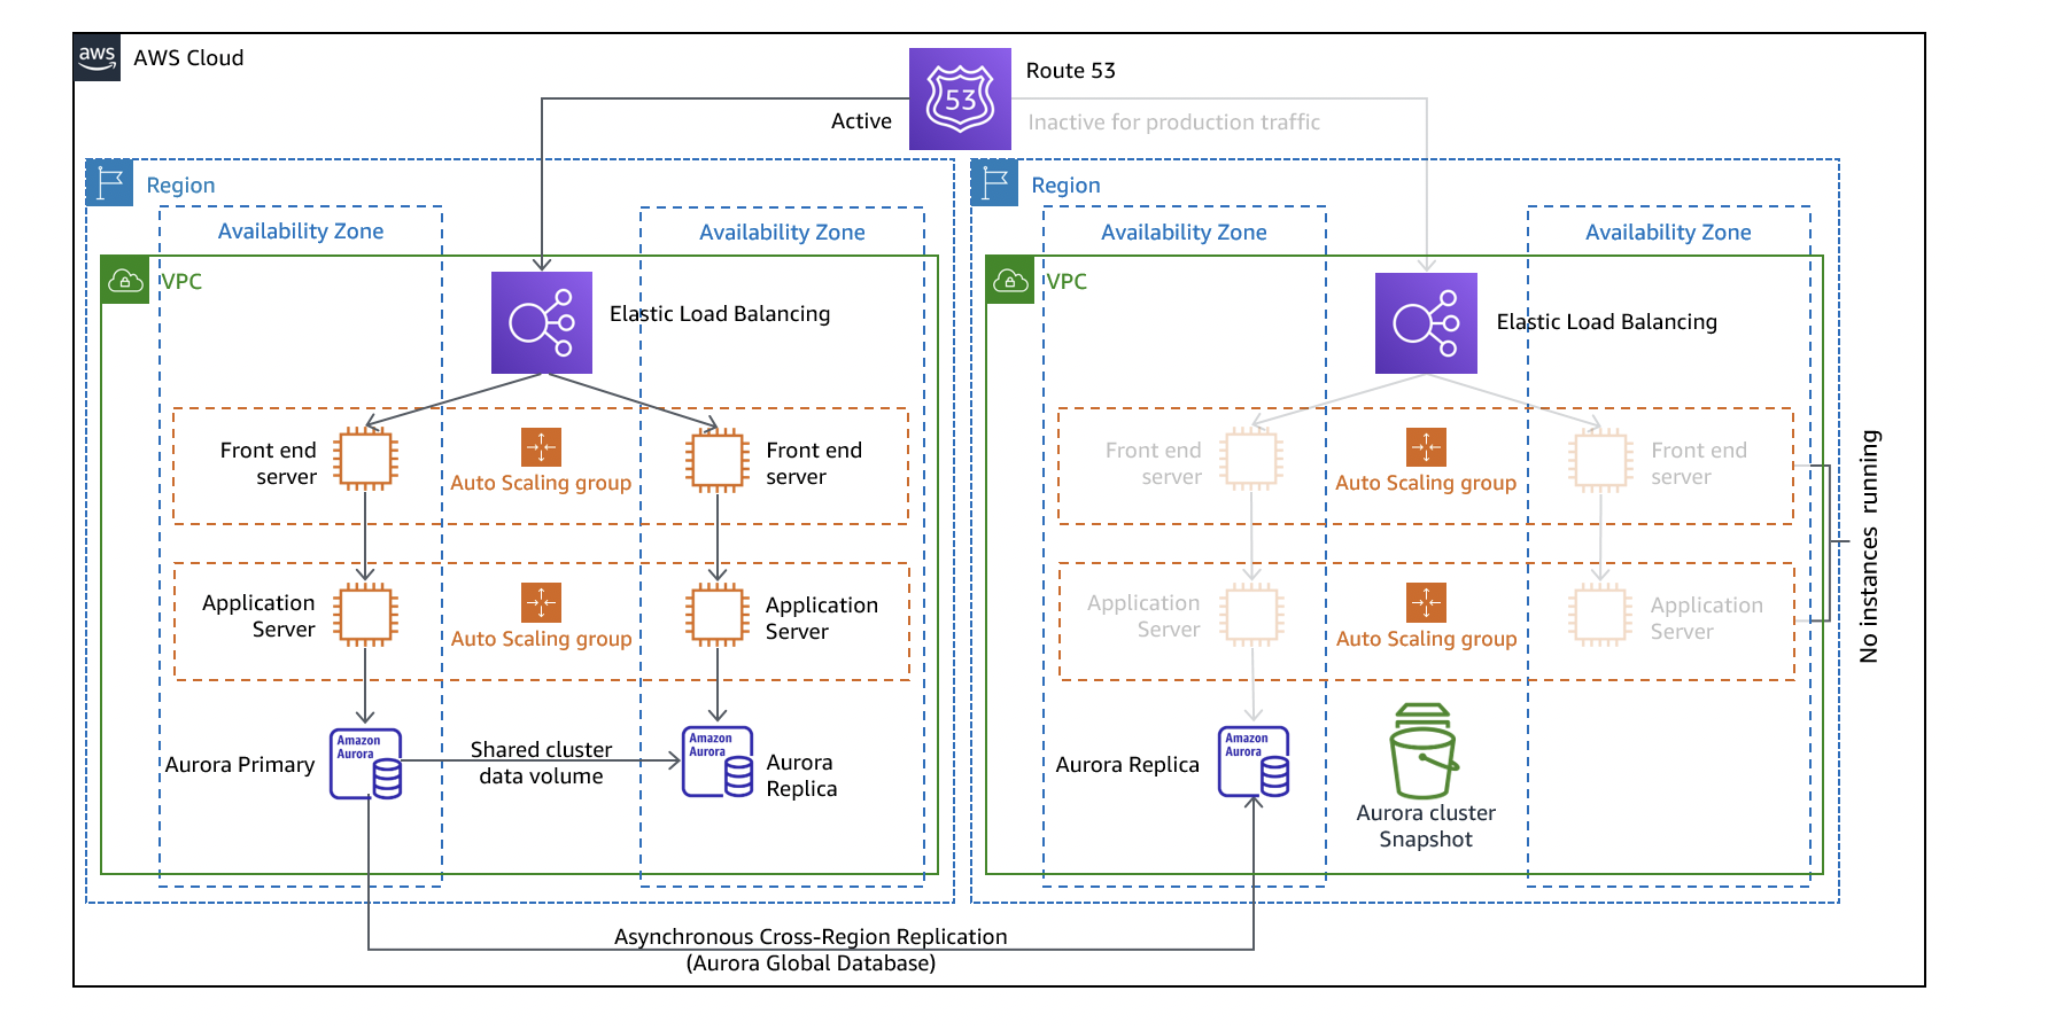 aws
AWS Cloud
53
Route 53
Active
Inactive for production traffic
Region
Availability Zone
Availability Zone
VPC
Elastic Load Balancing
Front end
server
Auto Scaling group
Front end
server
Application
Server
Auto Scaling group
Application
Server
Aurora Primary
Amazon
Aurora
Shared cluster
data volume
Amazon
Aurora
Aurora
Replica
Region
Availability Zone
Availability Zone
VPC
Elastic Load Balancing
Front end
server
Auto Scaling group
Front end
server
Application
Server
Auto Scaling group
Application
Server
No instances running
Aurora Replica
Amazon
Aurora
Aurora cluster
Snapshot
Asynchronous Cross-Region Replication
(Aurora Global Database)